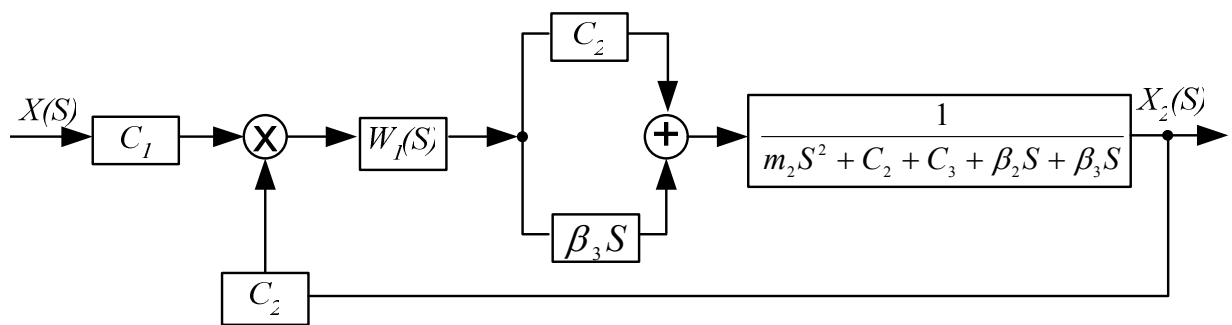 C₂
X(S)
C₁
X
W₁(S)
+
1
m₂S² + C₂ + C₃ + β₂S + β₃S
X₂(S)
β₃S
C₂